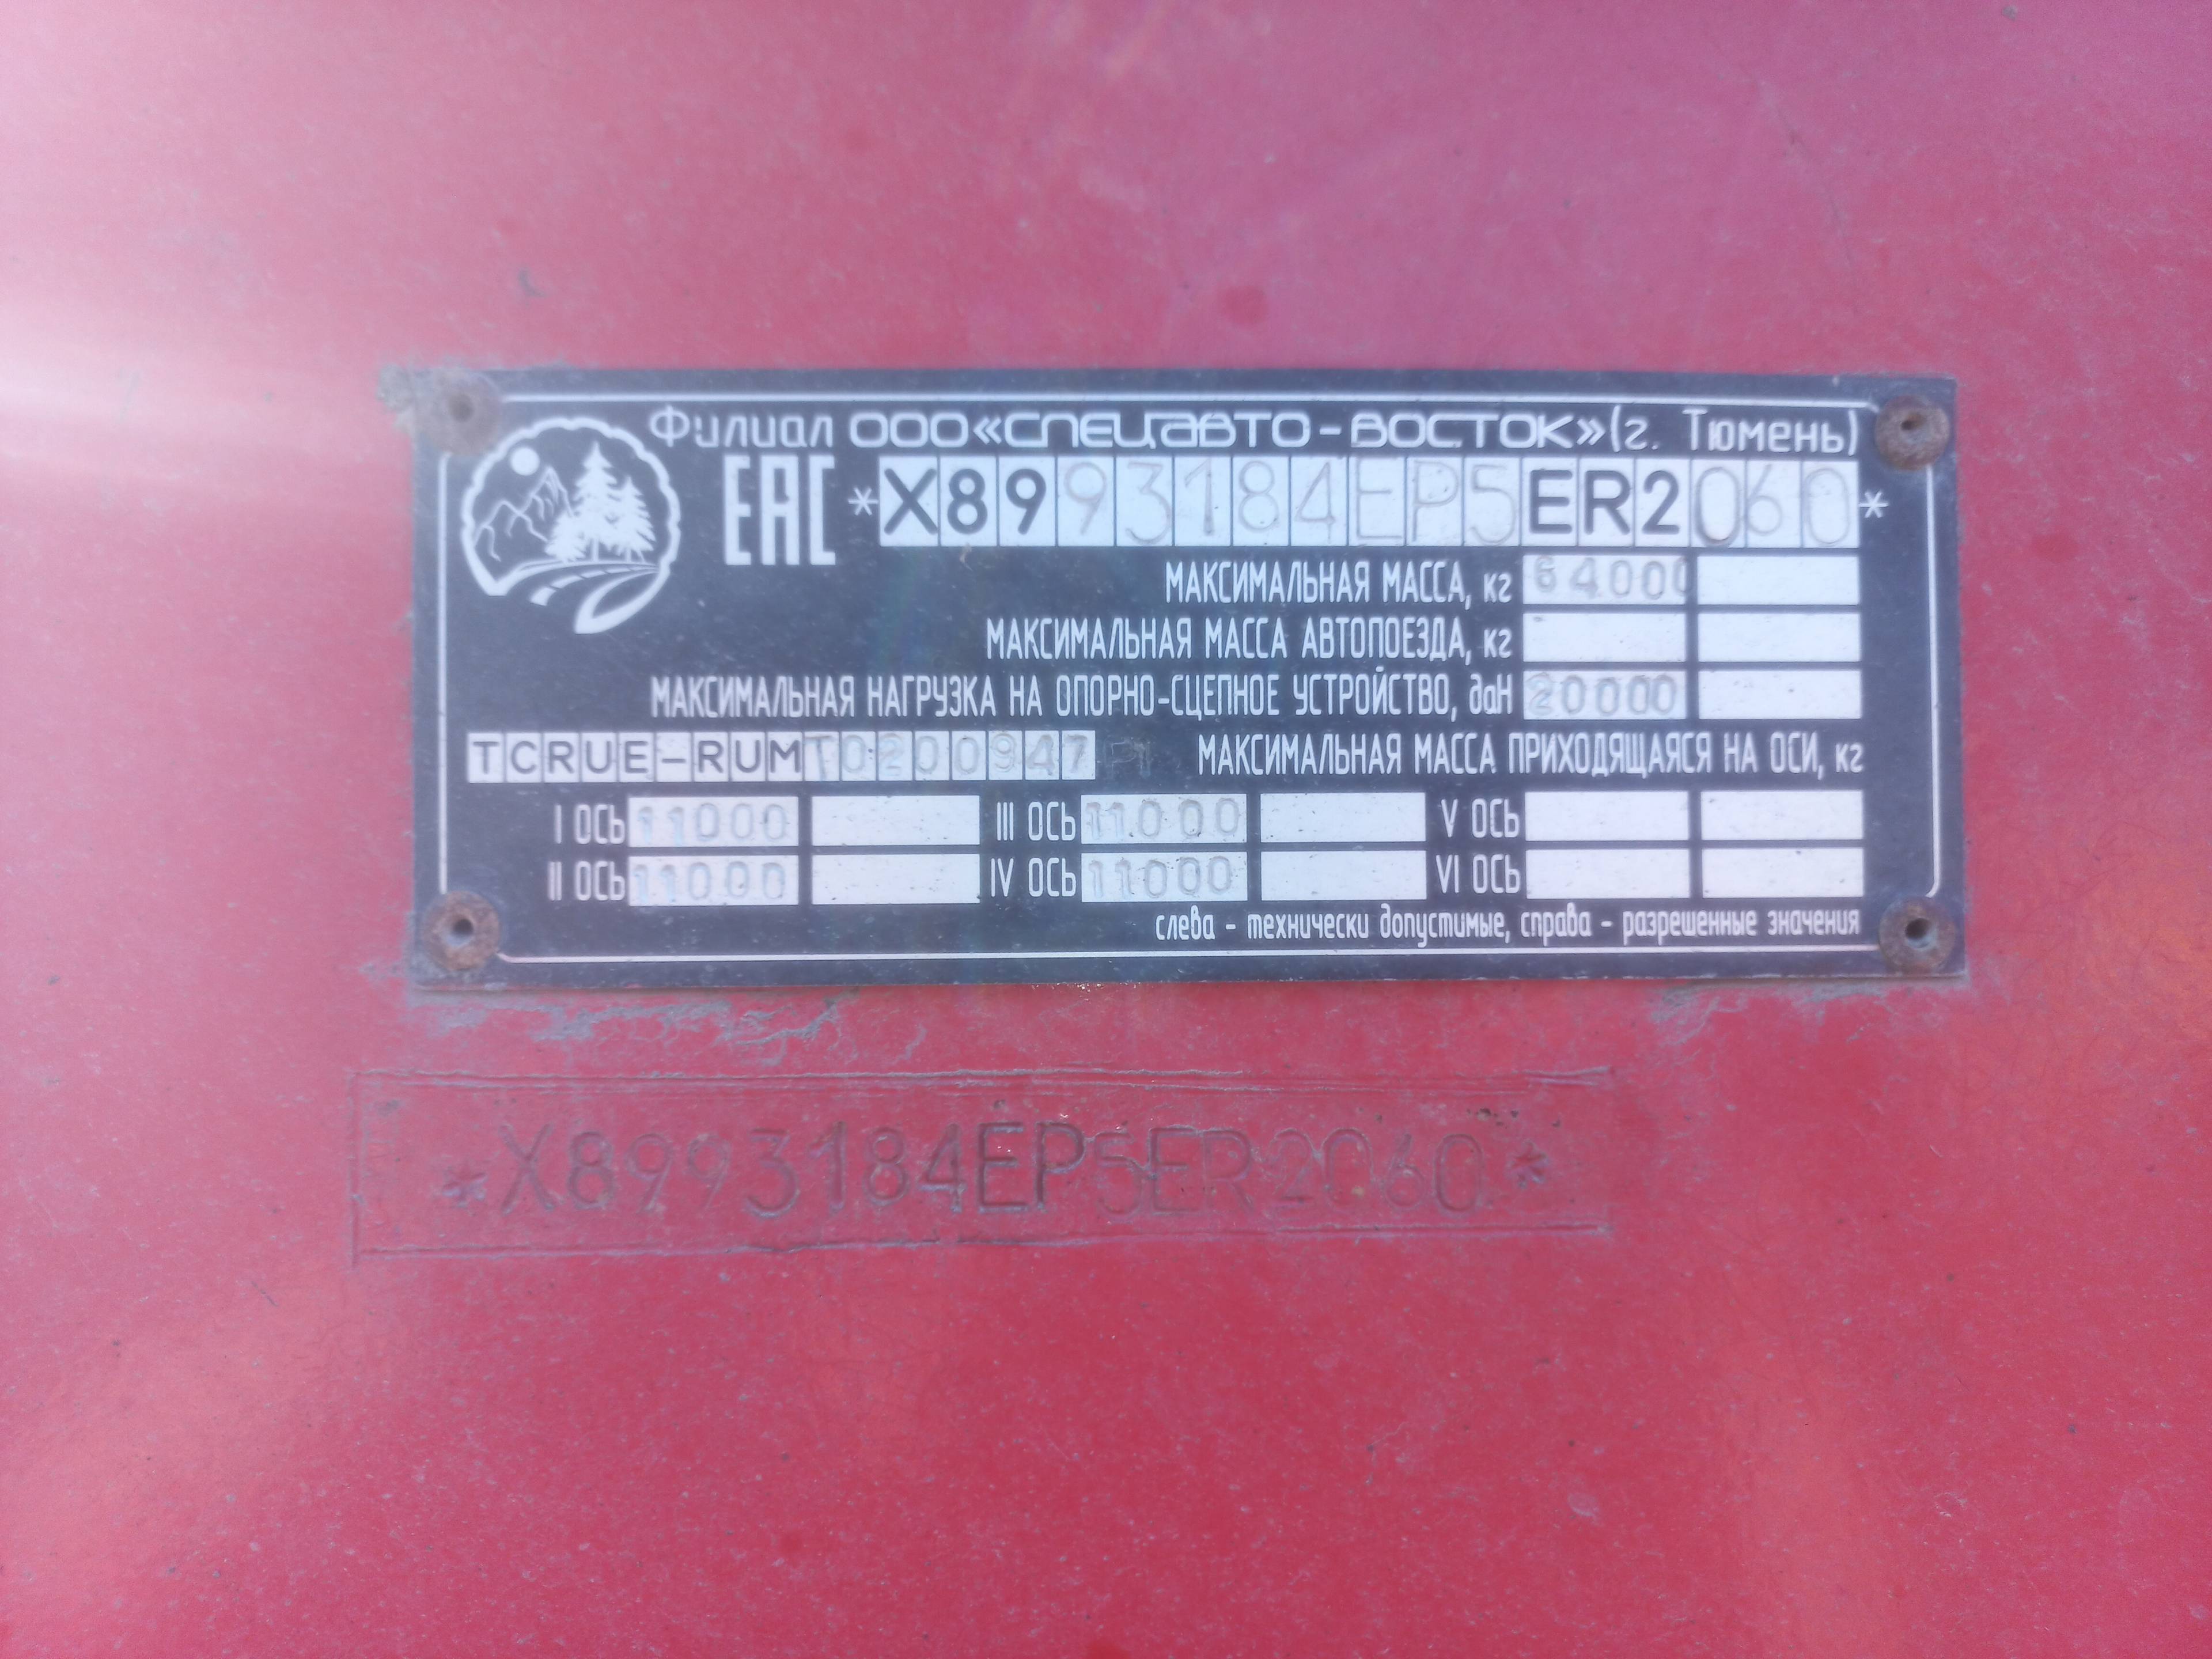 Филиал ООО «СПЕЦАВТО-ВОСТОК» (г. Тюмень)
EAC *X8993184EP5ER2060*
МАКСИМАЛЬНАЯ МАССА, кг 64000
МАКСИМАЛЬНАЯ МАССА АВТОПОЕЗДА, кг
МАКСИМАЛЬНАЯ НАГРУЗКА НА ОПОРНО-СЦЕПНОЕ УСТРОЙСТВО, даН 20000
TCRUE-RUMT0200947P1 МАКСИМАЛЬНАЯ МАССА ПРИХОДЯЩАЯСЯ НА ОСИ, кг
I ОСЬ 11000 III ОСЬ 11000 V ОСЬ
II ОСЬ 11000 IV ОСЬ 11000 VI ОСЬ
слева - технически допустимые, справа - разрешенные значения
*X8993184EP5ER2060*